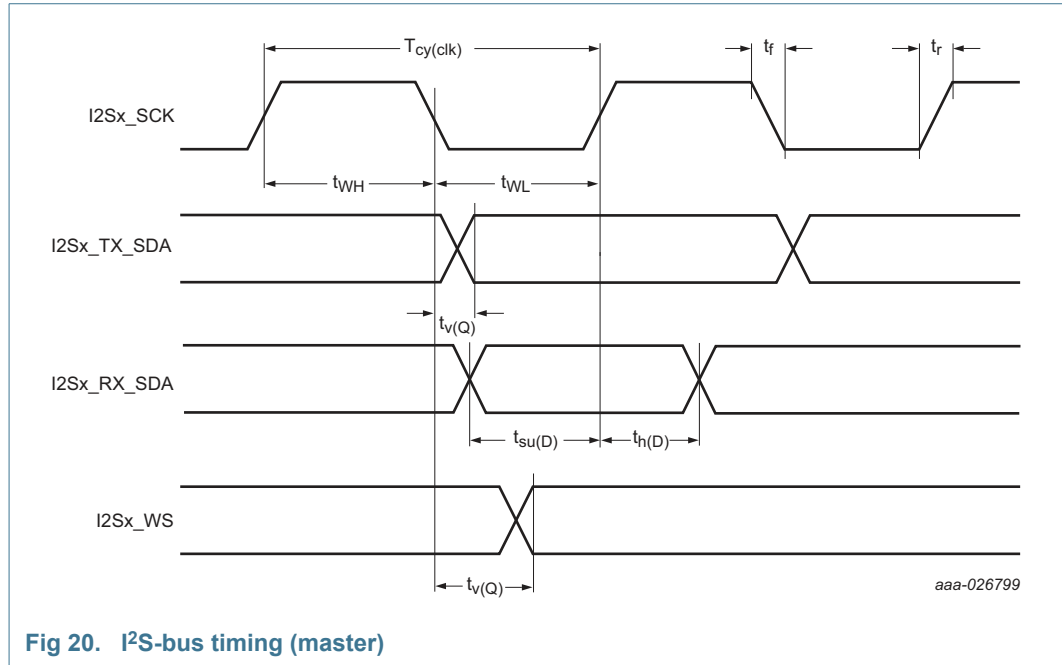 Tcy(clk) tf tr
I2Sx_SCK
tWH tWL
I2Sx_TX_SDA
tv(Q)
I2Sx_RX_SDA
tsu(D) th(D)
I2Sx_WS
tv(Q)
aaa-026799
Fig 20. I²S-bus timing (master)